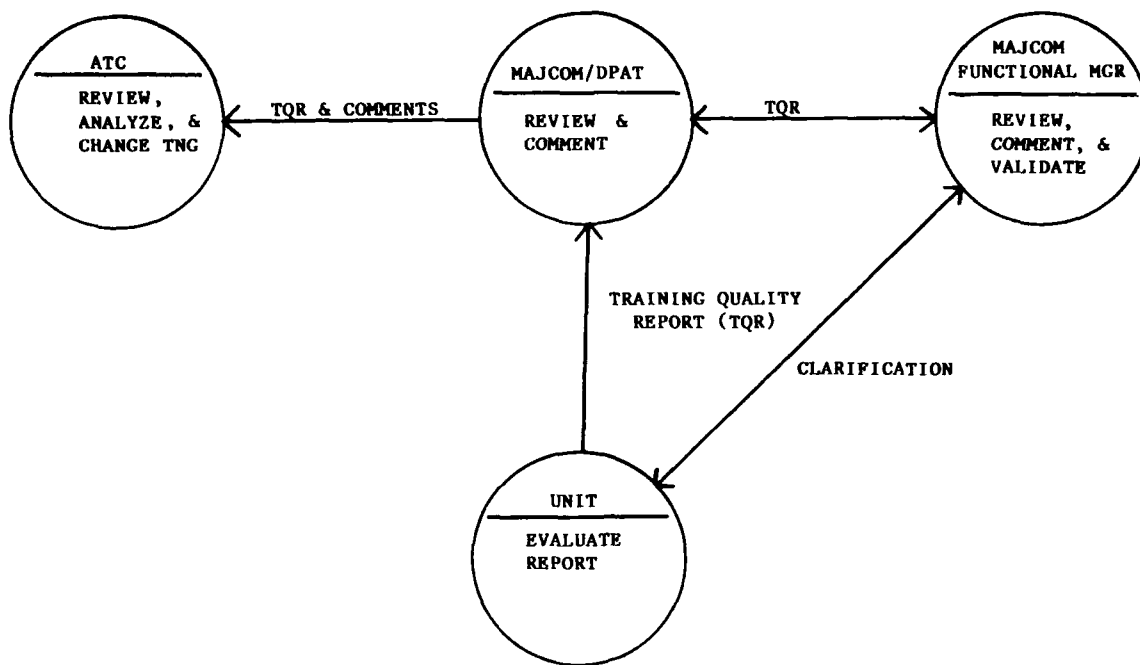 ATC
REVIEW,
ANALYZE, &
CHANGE TNG
TQR & COMMENTS
MAJCOM/DPAT
REVIEW &
COMMENT
TQR
MAJCOM
FUNCTIONAL MGR
REVIEW,
COMMENT, &
VALIDATE
TRAINING QUALITY
REPORT (TQR)
CLARIFICATION
UNIT
EVALUATE
REPORT